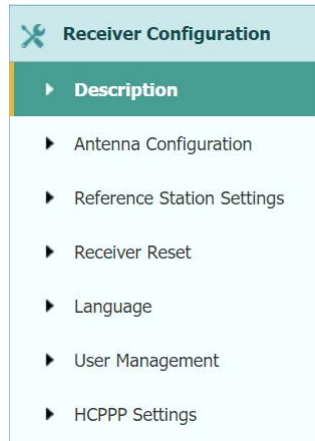 Receiver Configuration
Description
Antenna Configuration
Reference Station Settings
Receiver Reset
Language
User Management
HCPPP Settings